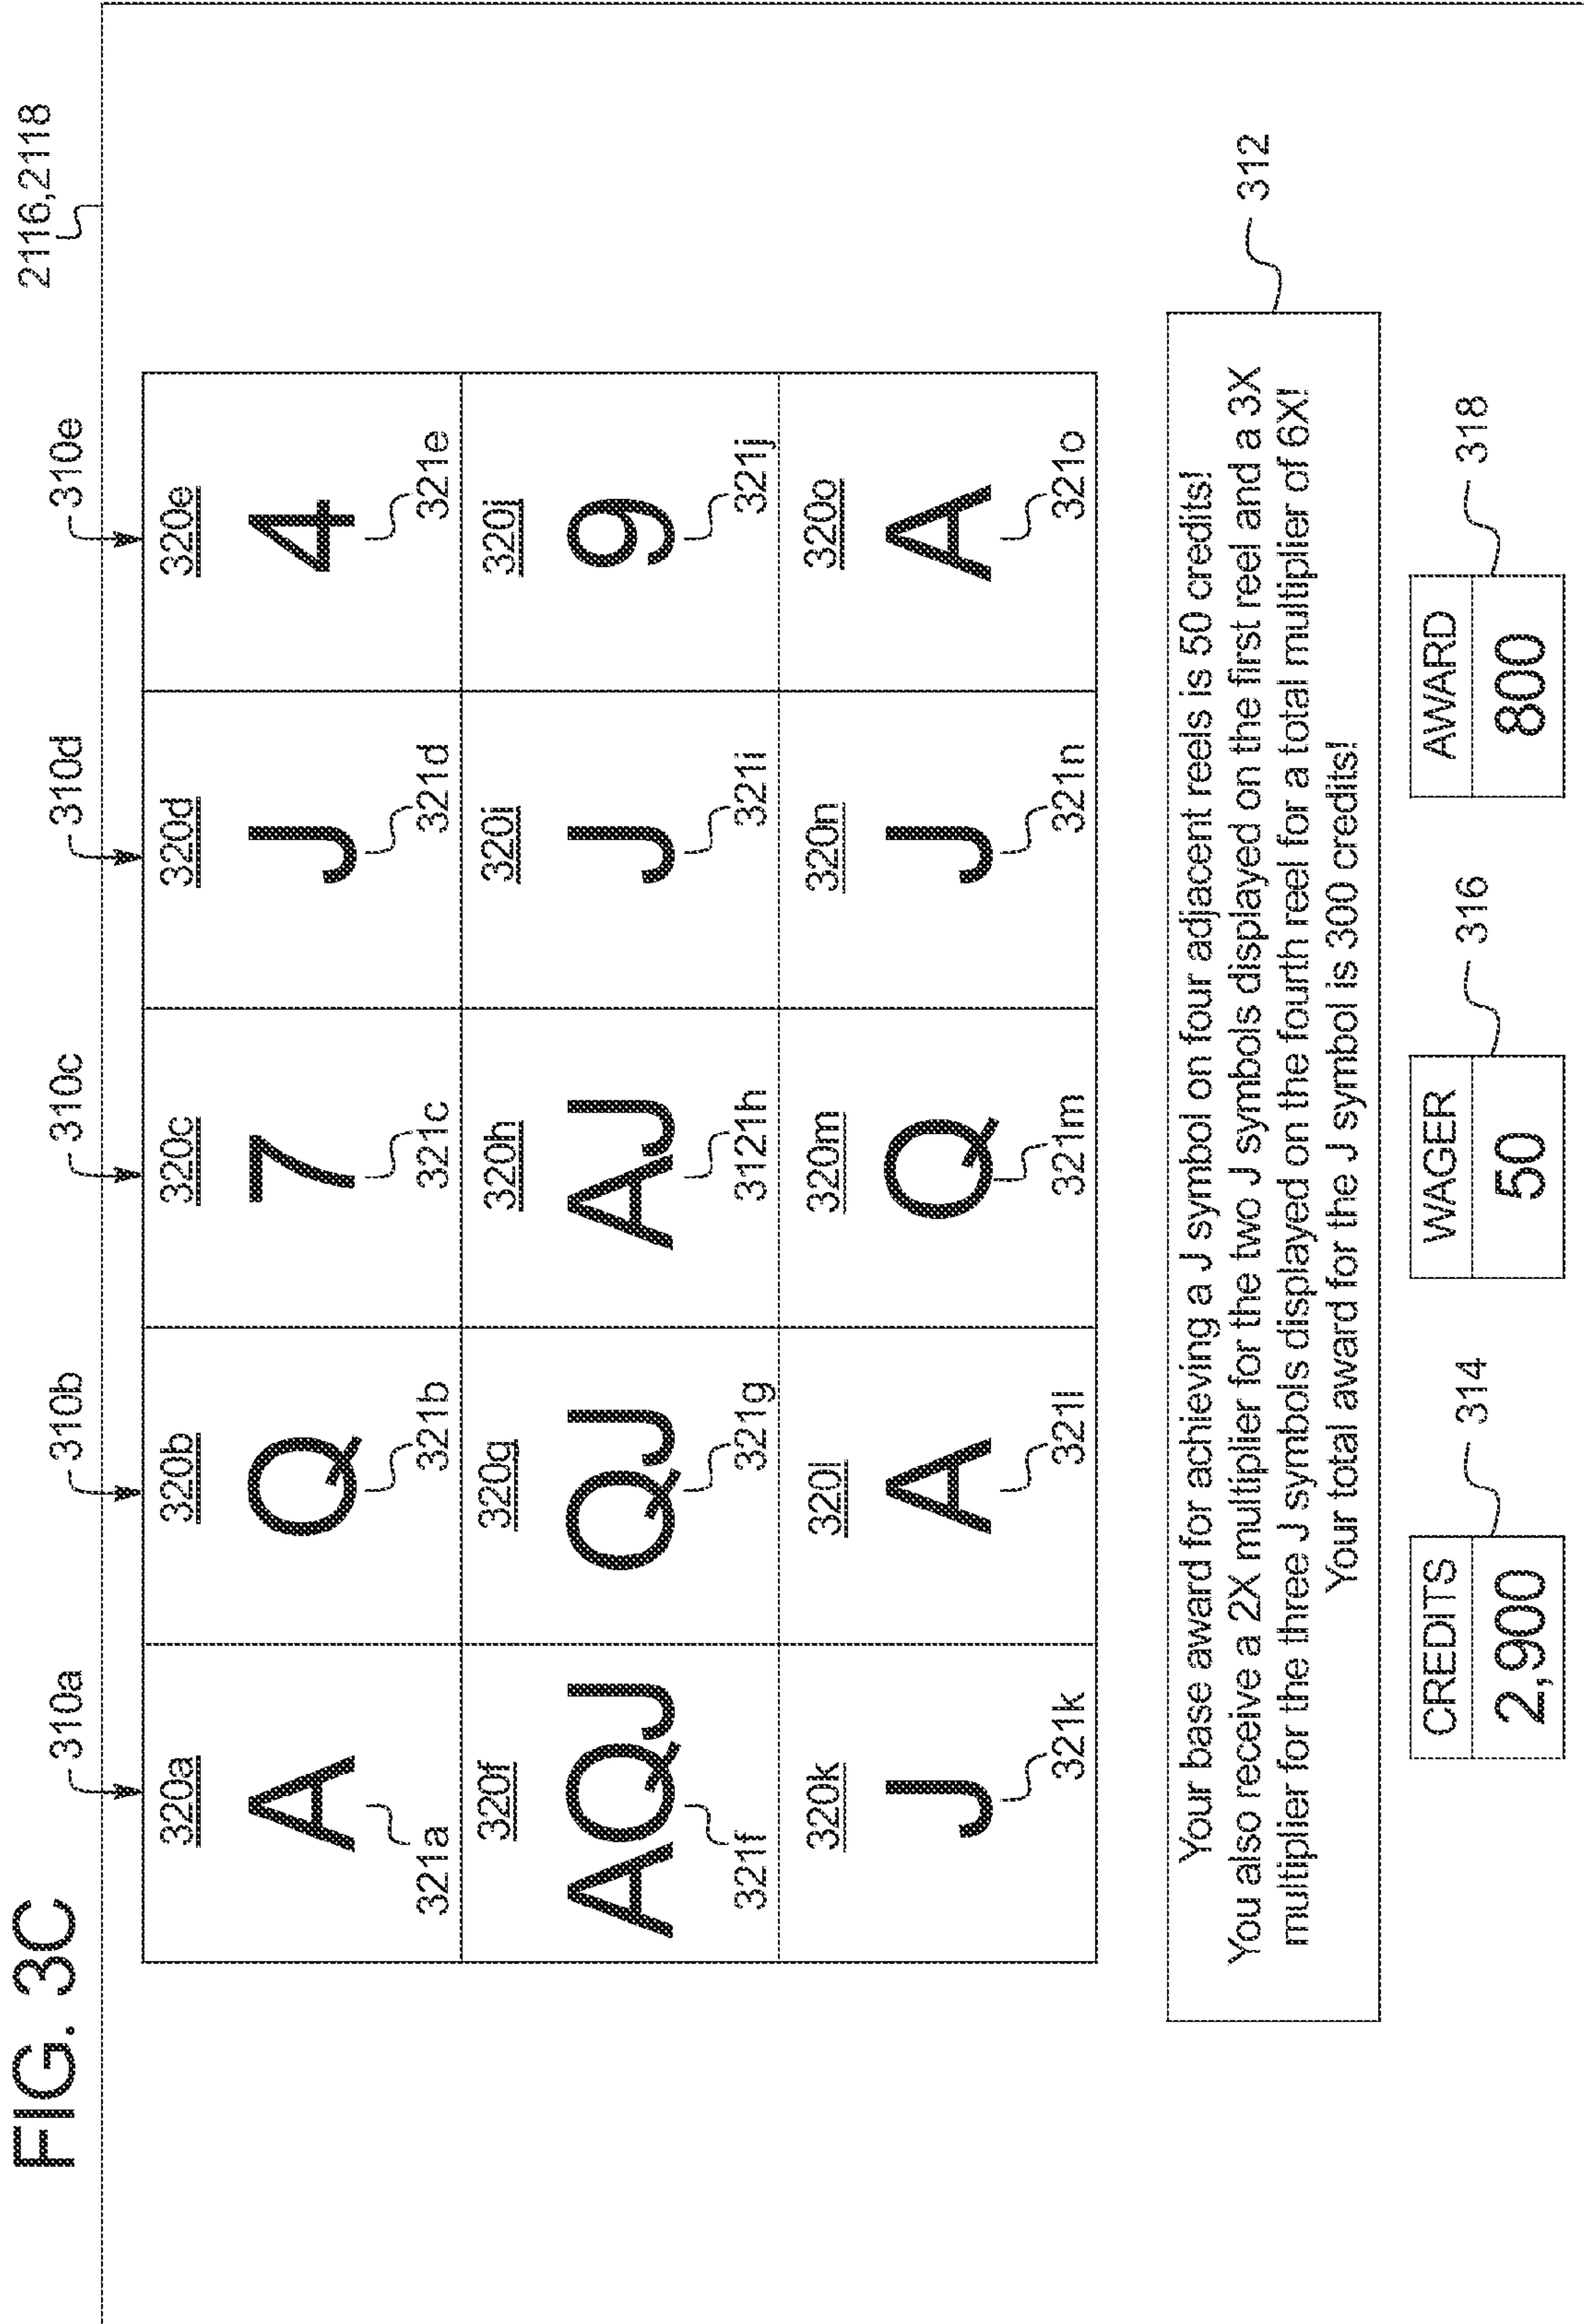 FIG. 3C
2116,2118
310a 310b 310c 310d 310e
320a 320b 320c 320d 320e
A Q 7 J 4
321a 321b 321c 321d 321e
320f 320g 320h 320i 320j
AQJ QJ AJ J 9
321f 321g 3121h 321i 321j
320k 320l 320m 320n 320o
J A Q J A
321k 321l 321m 321n 321o
Your base award for achieving a J symbol on four adjacent reels is 50 credits!
You also receive a 2X multiplier for the two J symbols displayed on the first reel and a 3X
multiplier for the three J symbols displayed on the fourth reel for a total multiplier of 6X!
Your total award for the J symbol is 300 credits!
312
314 316 318
CREDITS WAGER AWARD
2,900 50 800